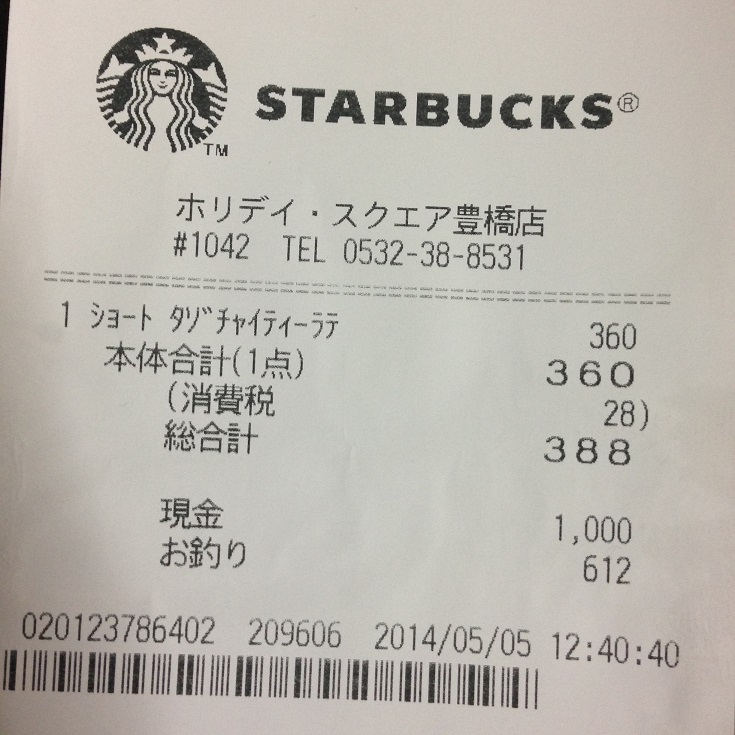 STARBUCKS®
TM
ホリデイ・スクエア豊橋店
#1042 TEL 0532-38-8531
1 ｼｮｰﾄ ﾀｿﾞﾁｬｲﾃｨｰﾗﾃ 360
本体合計(1点) 360
(消費税 28)
総合計 388
現金 1,000
お釣り 612
020123786402 209606 2014/05/05 12:40:40